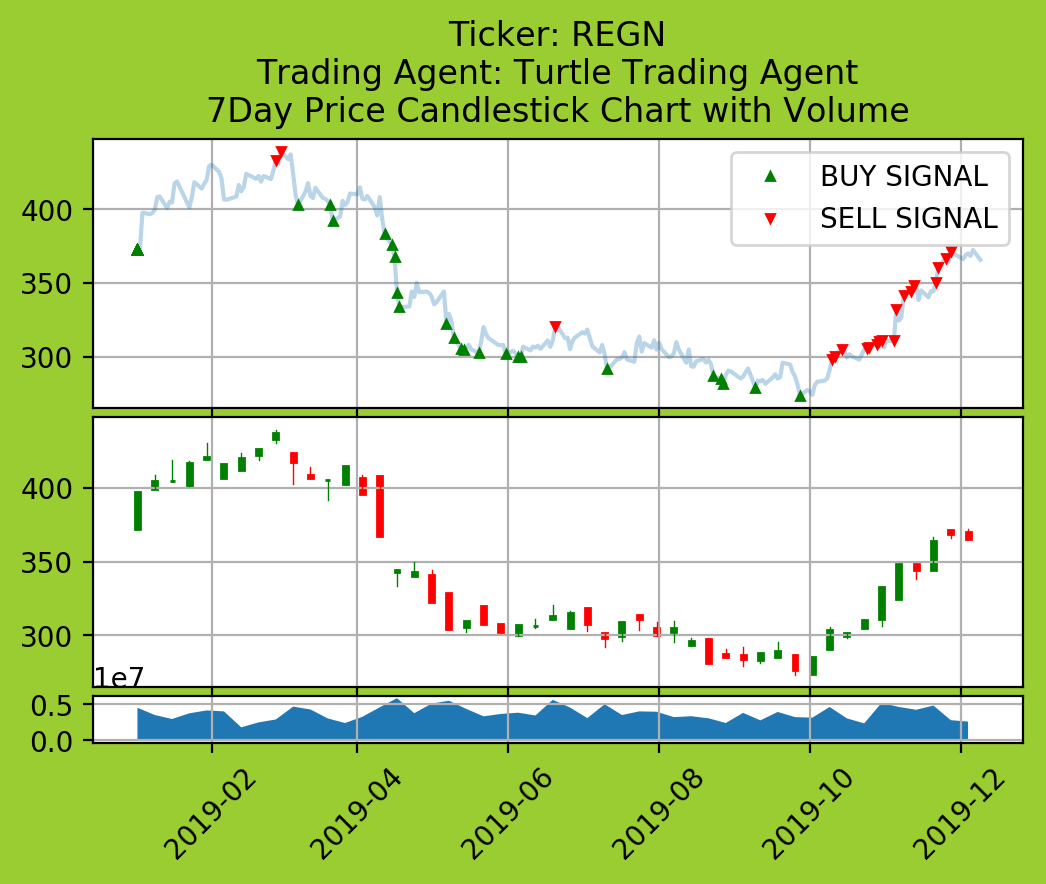 Ticker: REGN
Trading Agent: Turtle Trading Agent
7Day Price Candlestick Chart with Volume
BUY SIGNAL
SELL SIGNAL
400
350
300
400
350
300
1e7
0.5
0.0
2019-02
2019-04
2019-06
2019-08
2019-10
2019-12